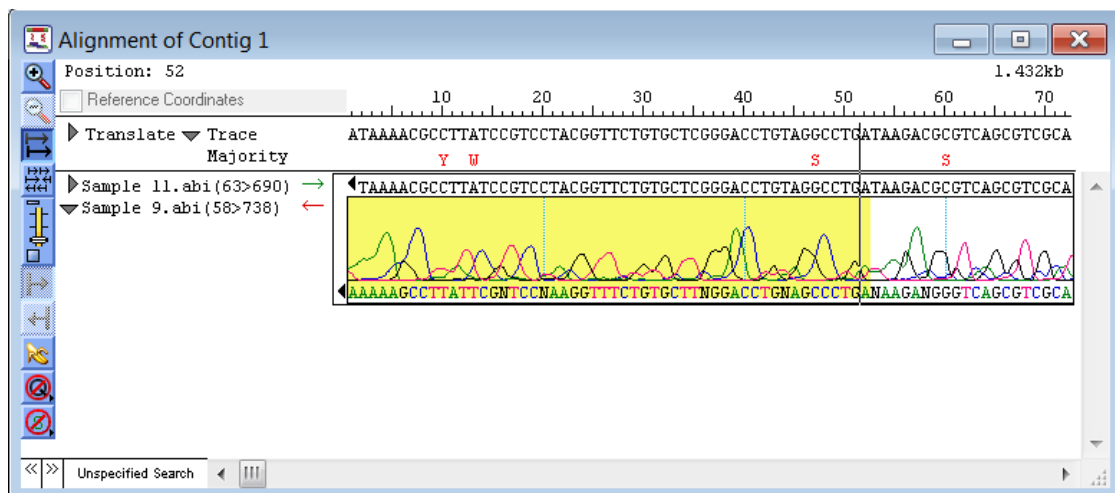 Alignment of Contig 1
Position: 52 1.432kb
Reference Coordinates 10 20 30 40 50 60 70
Translate Trace ATAAAACGCCTTATCCGTCCTACGGTTCTGTGCTCGGGACCTGTAGGCCTGATAAGACGCGTCAGCGTCGCA
Majority Y W S S
Sample 11.abi(63>690) → TAAAACGCCTTATCCGTCCTACGGTTCTGTGCTCGGGACCTGTAGGCCTGATAAGACGCGTCAGCGTCGCA
Sample 9.abi(58>738) ←
AAAAAGCCTTATTCGNTCCNAAGGTTTCTGTGCTTNGGACCTGNAGCCCTGANAAGANGGGTCAGCGTCGCA
Unspecified Search